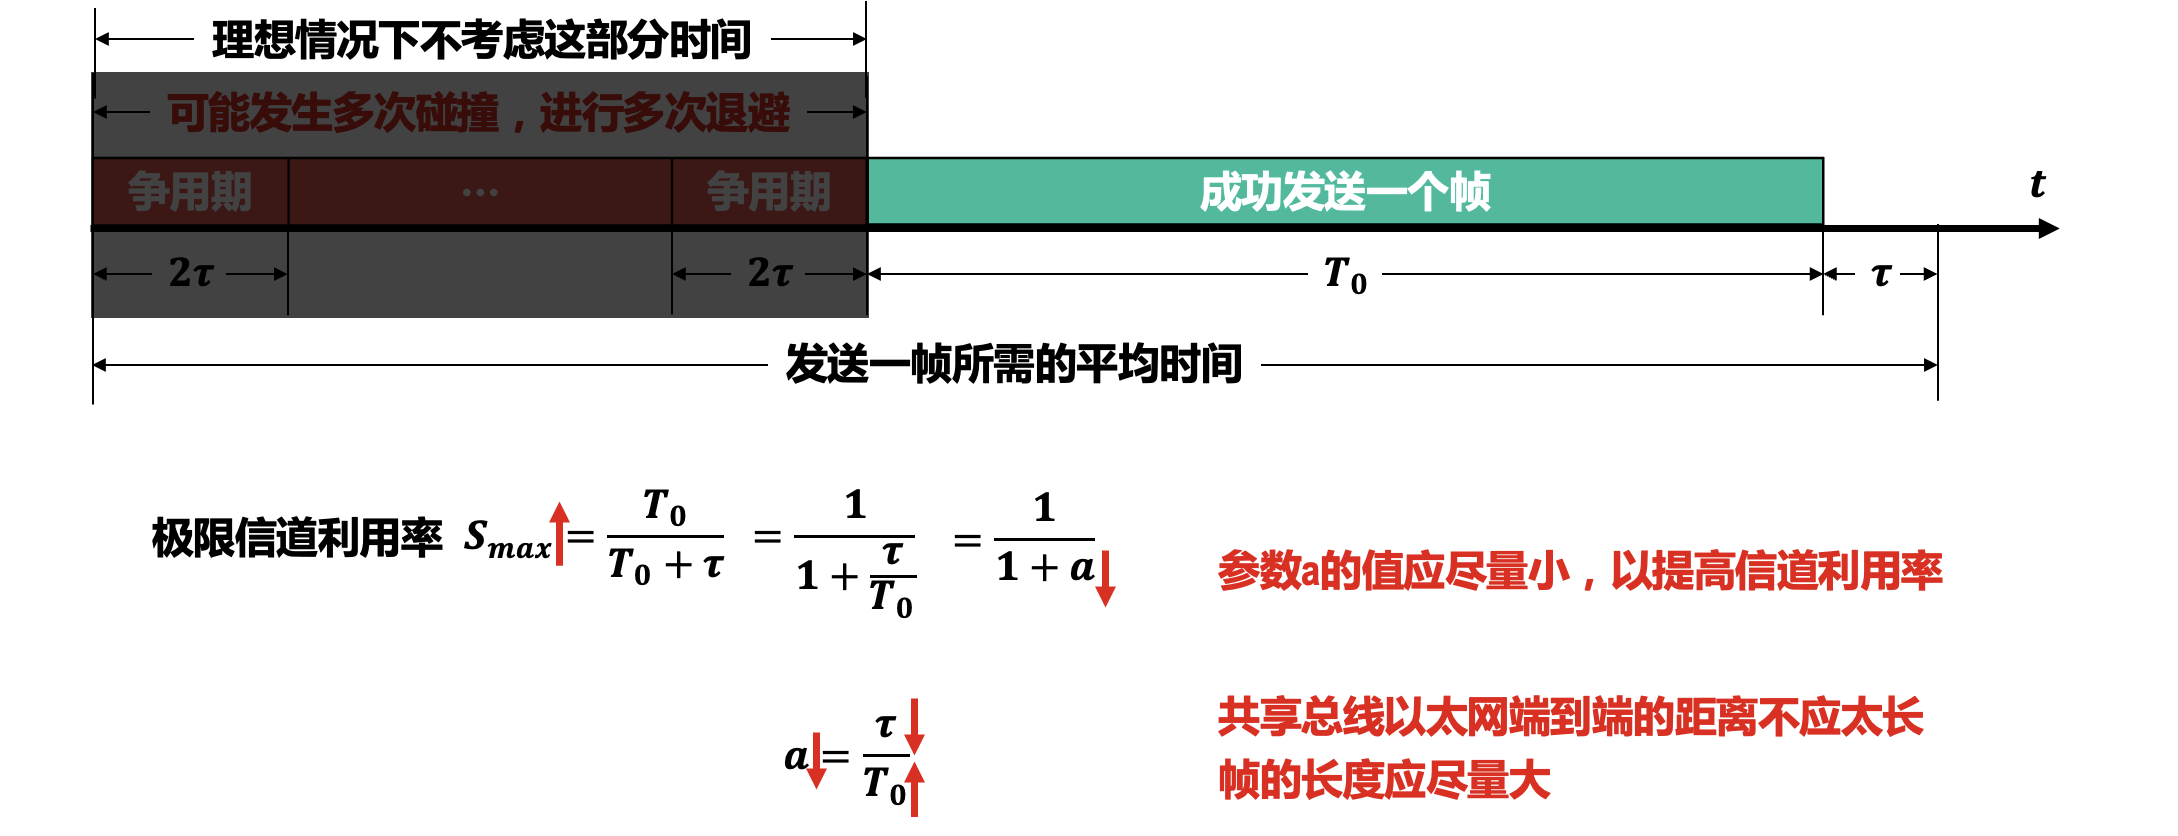 理想情况下不考虑这部分时间
可能发生多次碰撞，进行多次退避
争用期 … 争用期 成功发送一个帧 t
2τ 2τ T₀ τ
发送一帧所需的平均时间
极限信道利用率 Sₘₐₓ = T₀/(T₀ + τ) = 1/(1 + τ/T₀) = 1/(1 + a)
参数a的值应尽量小，以提高信道利用率
a = τ/T₀
共享总线以太网端到端的距离不应太长
帧的长度应尽量大